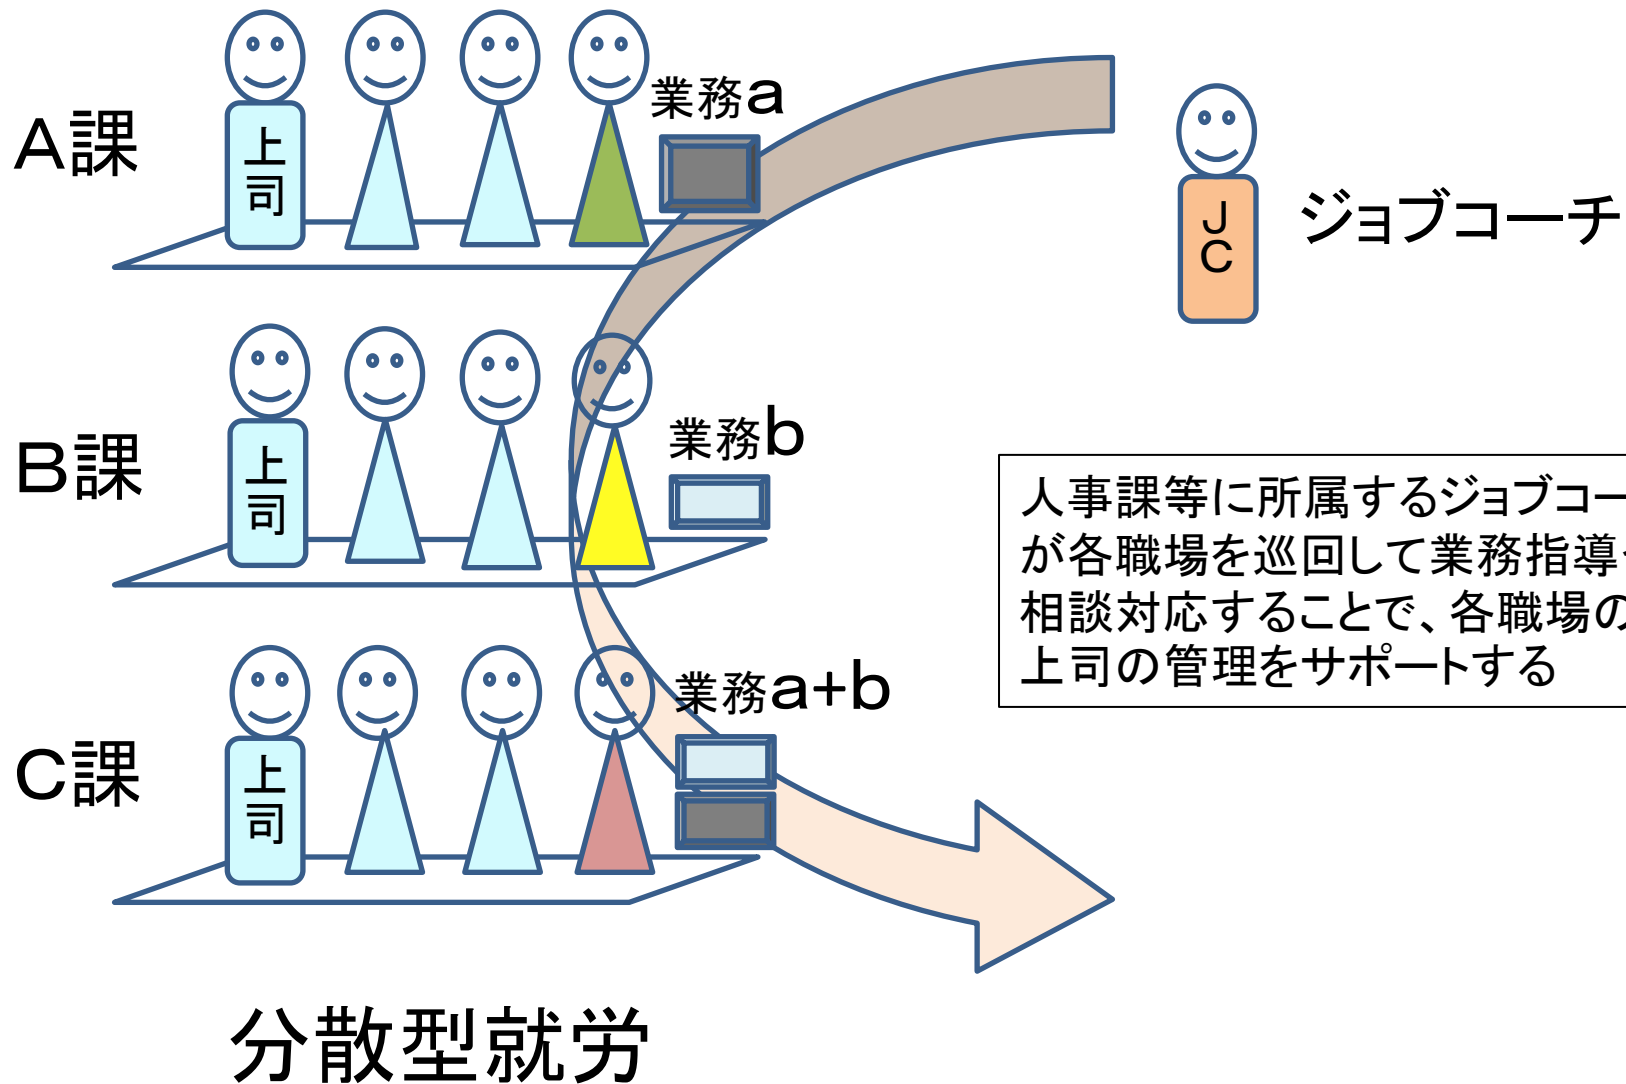 業務a
A課
上司
JC
ジョブコーチ
業務b
B課
上司
人事課等に所属するジョブコー
が各職場を巡回して業務指導
相談対応することで、各職場の
上司の管理をサポートする
業務a+b
C課
上司
分散型就労